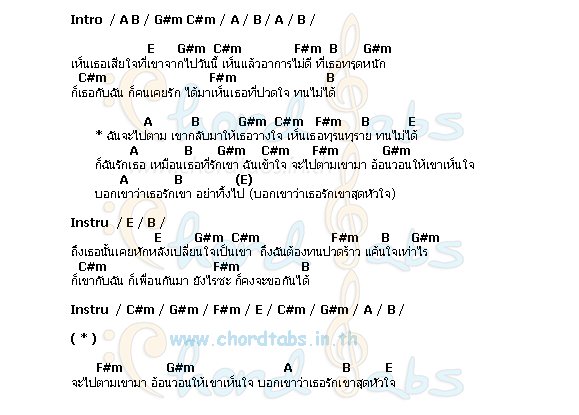 Intro / A B / G#m C#m / A / B / A / B /
E G#m C#m F#m B G#m
เห็นเธอเสียใจที่เขาจากไปวันนี้ เห็นแล้วอาการไม่ดี ที่เธอทรุดหนัก
C#m F#m B
ก็เธอกับฉัน ก็คนเคยรัก ได้มาเห็นเธอที่ปวดใจ ทนไม่ได้
A B G#m C#m F#m B E
* ฉันจะไปตาม เขากลับมาให้เธอวางใจ เห็นเธอทุรนทุราย ทนไม่ได้
A B G#m C#m F#m G#m
ก็ฉันรักเธอ เหมือนเธอที่รักเขา ฉันเข้าใจ จะไปตามเขามา อ้อนวอนให้เขาเห็นใจ
A B (E)
บอกเขาว่าเธอรักเขา อย่าทิ้งไป (บอกเขาว่าเธอรักเขาสุดหัวใจ)
Instru / E / B /
E G#m C#m F#m B G#m
ถึงเธอนั้นเคยหักหลังเปลี่ยนใจเป็นเขา ถึงฉันต้องทนปวดร้าว แค้นใจเท่าไร
C#m F#m B
ก็เขากับฉัน ก็เพื่อนกันมา ยังไรซะ ก็คงจะขอกันได้
Instru / C#m / G#m / F#m / E / C#m / G#m / A / B /
( * )
www.chordtabs.in.th
F#m G#m A B E
จะไปตามเขามา อ้อนวอนให้เขาเห็นใจ บอกเขาว่าเธอรักเขาสุดหัวใจ